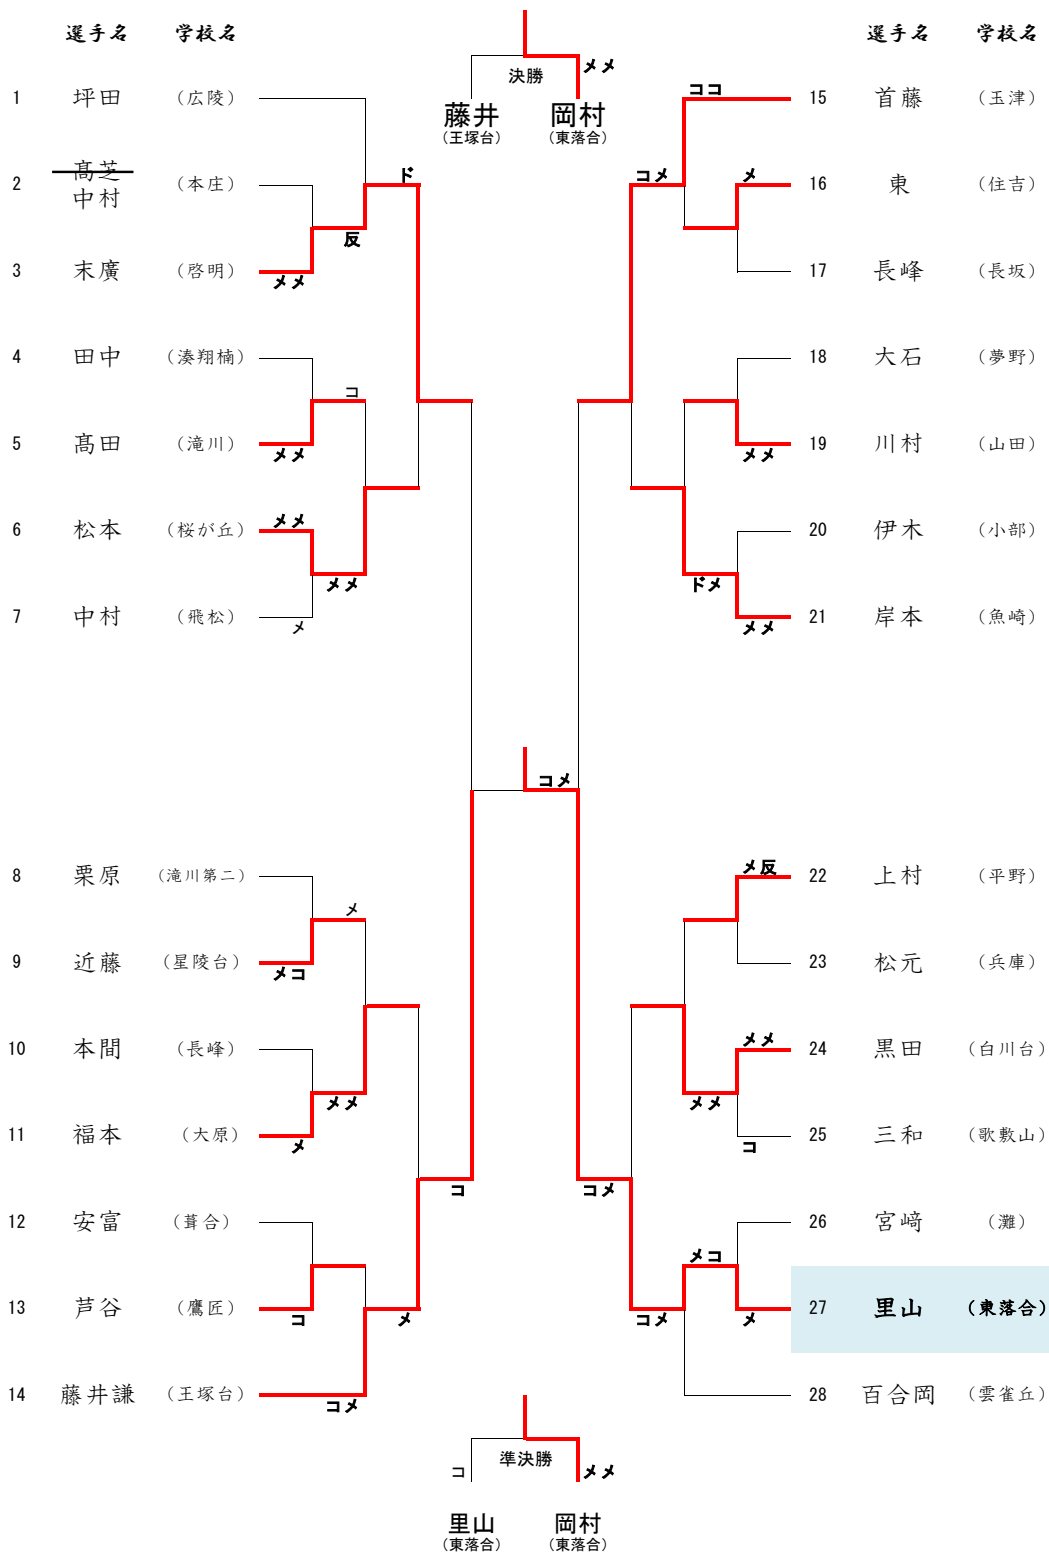 選手名 学校名
選手名 学校名
決勝
メメ
藤井 岡村
(王塚台) (東落合)
1 坪田 (広陵)
2 髙芝 中村 (本庄)
ド
反
3 末廣 (啓明)
メメ
4 田中 (湊翔楠)
コ
5 髙田 (滝川)
メメ
6 松本 (桜が丘)
メメ
メメ
7 中村 (飛松)
メ
8 栗原 (滝川第二)
メ
9 近藤 (星陵台)
メコ
10 本間 (長峰)
メメ
11 福本 (大原)
メ
コ
12 安富 (葺合)
13 芦谷 (鷹匠)
コ
メ
14 藤井謙 (王塚台)
コメ
コメ
ココ
15 首藤 (玉津)
コメ
メ
16 東 (住吉)
17 長峰 (長坂)
18 大石 (夢野)
19 川村 (山田)
メメ
20 伊木 (小部)
ドメ
21 岸本 (魚崎)
メメ
メ反
22 上村 (平野)
23 松元 (兵庫)
メメ
24 黒田 (白川台)
メメ
25 三和 (歌敷山)
コ
コメ
26 宮﨑 (灘)
メコ
27 里山 (東落合)
コメ
メ
28 百合岡 (雲雀丘)
準決勝
コ メメ
里山 岡村
(東落合) (東落合)